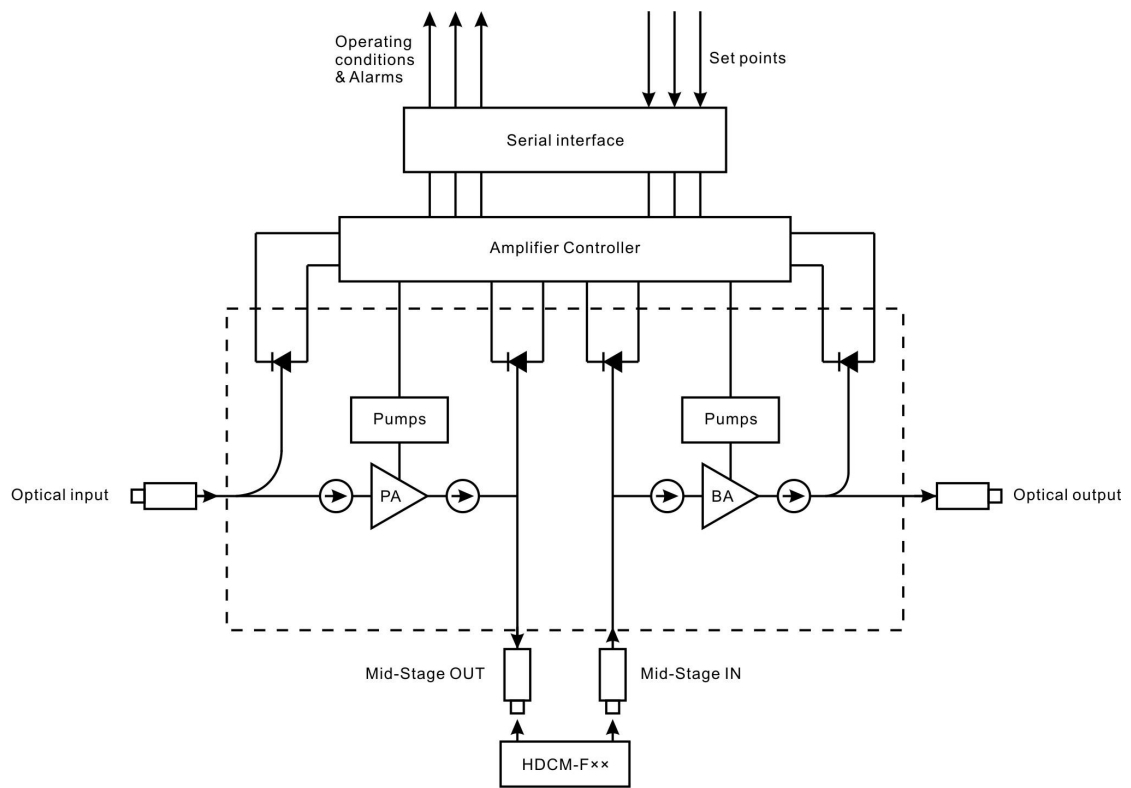 Operating
conditions
& Alarms
Set points
Serial interface
Amplifier Controller
Pumps
Pumps
Optical input
PA
BA
Optical output
Mid-Stage OUT
Mid-Stage IN
HDCM-F××